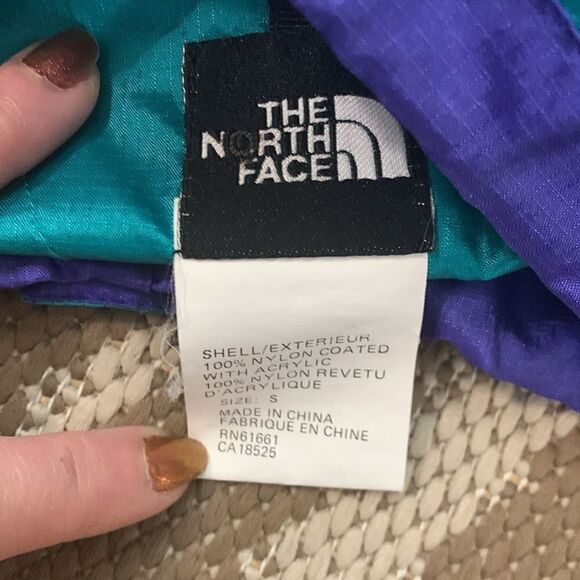 THE
NORTH
FACE
SHELL/EXTERIEUR
100% NYLON COATED
WITH ACRYLIC
100% NYLON REVETU
D'ACRYLIQUE
SIZE: S
MADE IN CHINA
FABRIQUE EN CHINE
RN61661
CA18525